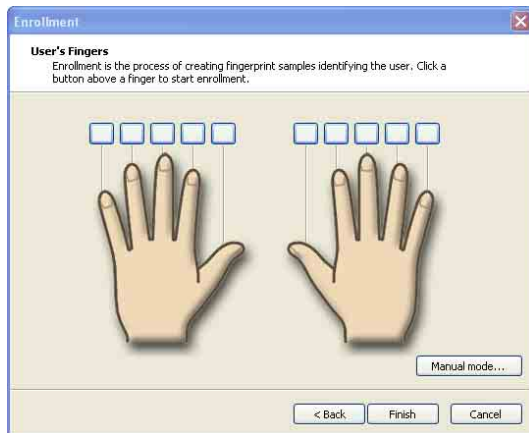 Enrollment
User's Fingers
Enrollment is the process of creating fingerprint samples identifying the user. Click a
button above a finger to start enrollment.
Manual mode...
< Back Finish Cancel